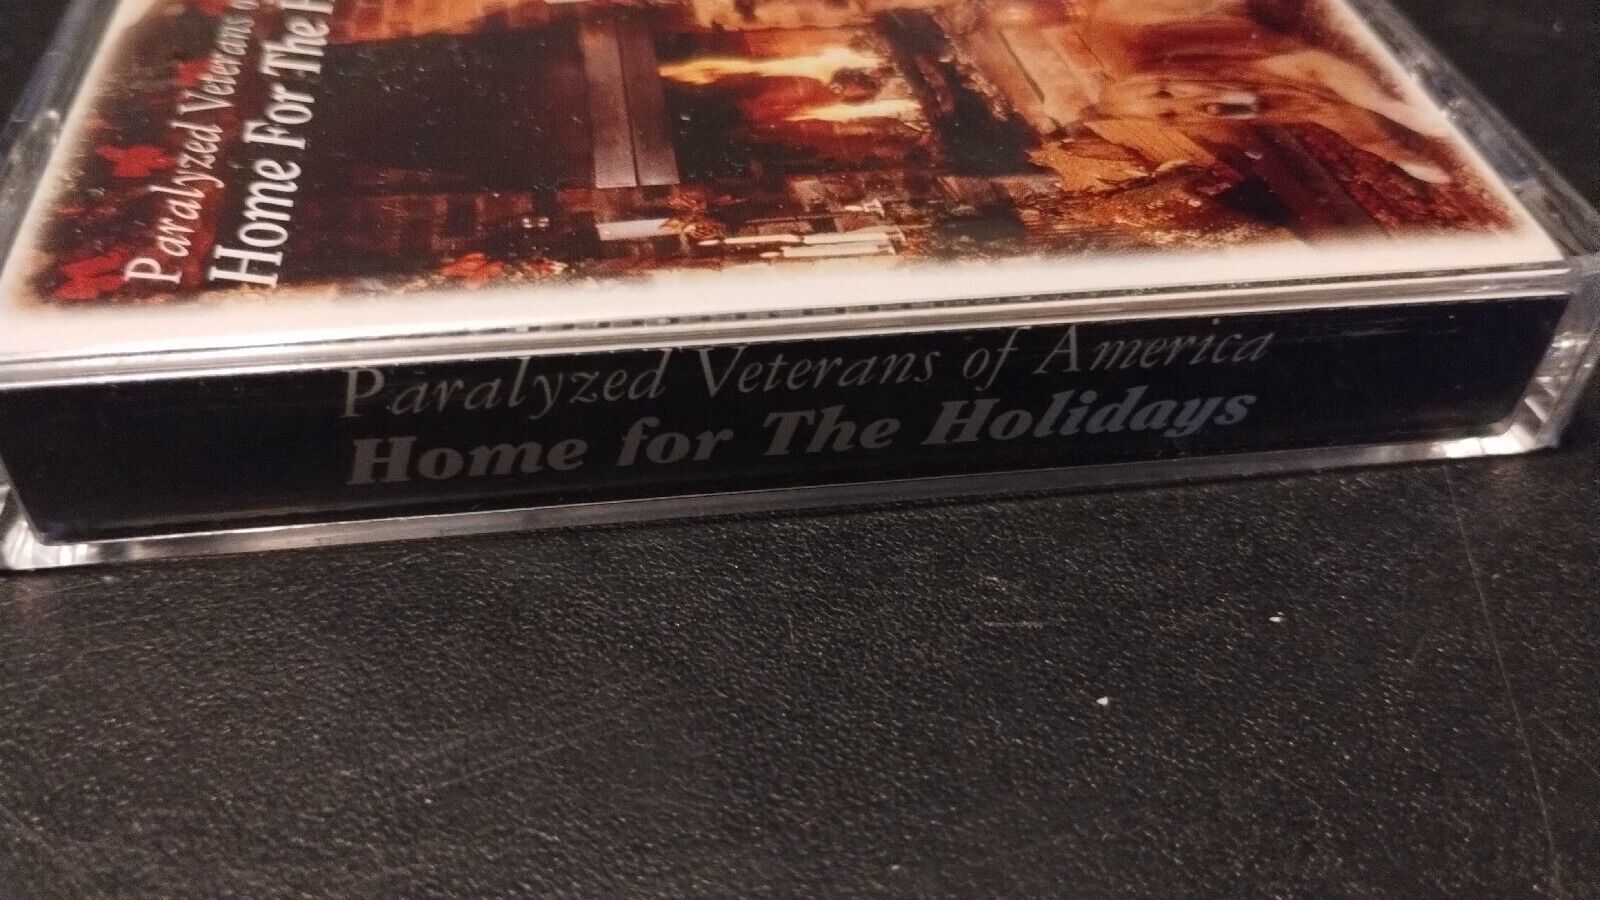 Paralyzed Veterans
Home For The
Paralyzed Veterans of America
Home for The Holidays